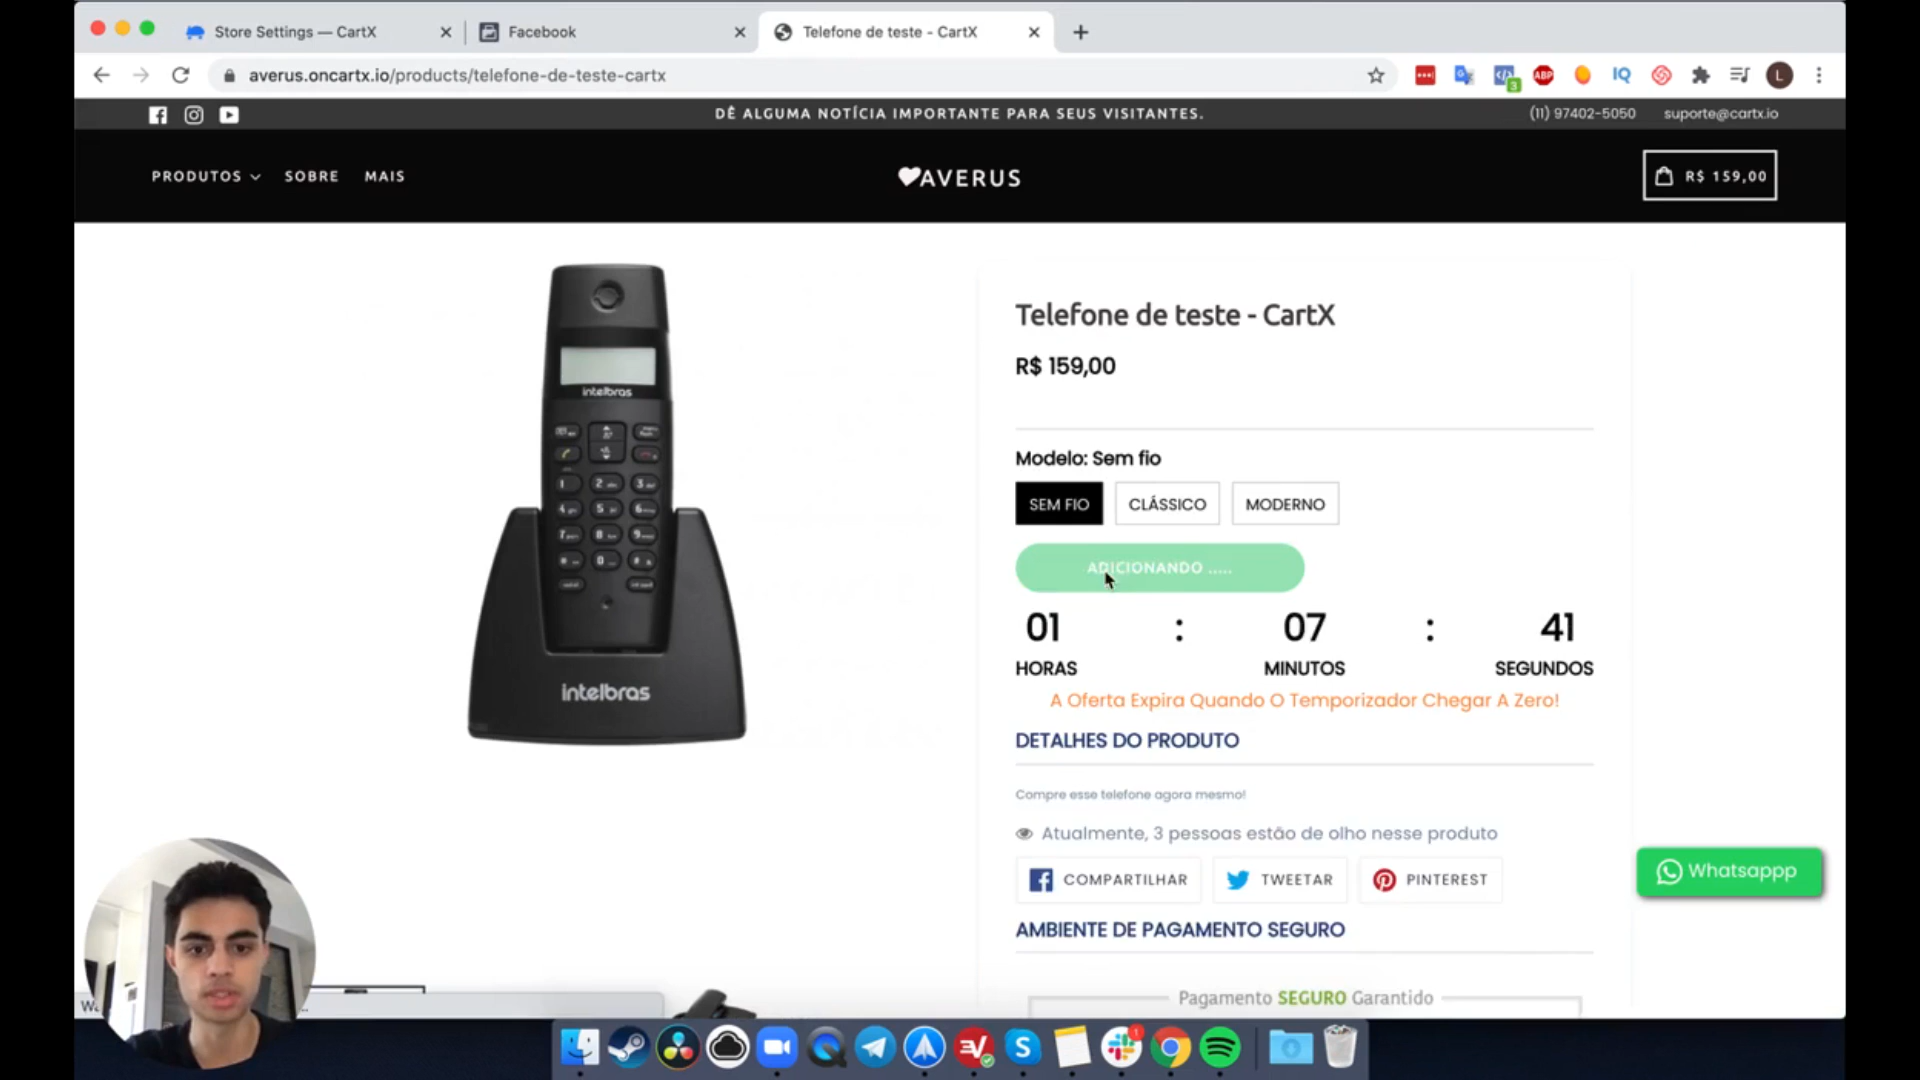 Store Settings — CartX
Facebook
Telefone de teste - CartX
averus.oncartx.io/products/telefone-de-teste-cartx
ABP
IQ
3
L
DÊ ALGUMA NOTÍCIA IMPORTANTE PARA SEUS VISITANTES.
(11) 97402-5050
suporte@cartx.io
PRODUTOS
SOBRE
MAIS
AVERUS
R$ 159,00
intelbras
intelbras
Telefone de teste - CartX
R$ 159,00
Modelo: Sem fio
SEM FIO
CLÁSSICO
MODERNO
ADICIONANDO .....
01 : 07 : 41
HORAS MINUTOS SEGUNDOS
A Oferta Expira Quando O Temporizador Chegar A Zero!
DETALHES DO PRODUTO
Compre esse telefone agora mesmo!
Atualmente, 3 pessoas estão de olho nesse produto
COMPARTILHAR
TWEETAR
PINTEREST
Whatsappp
AMBIENTE DE PAGAMENTO SEGURO
Pagamento SEGURO Garantido